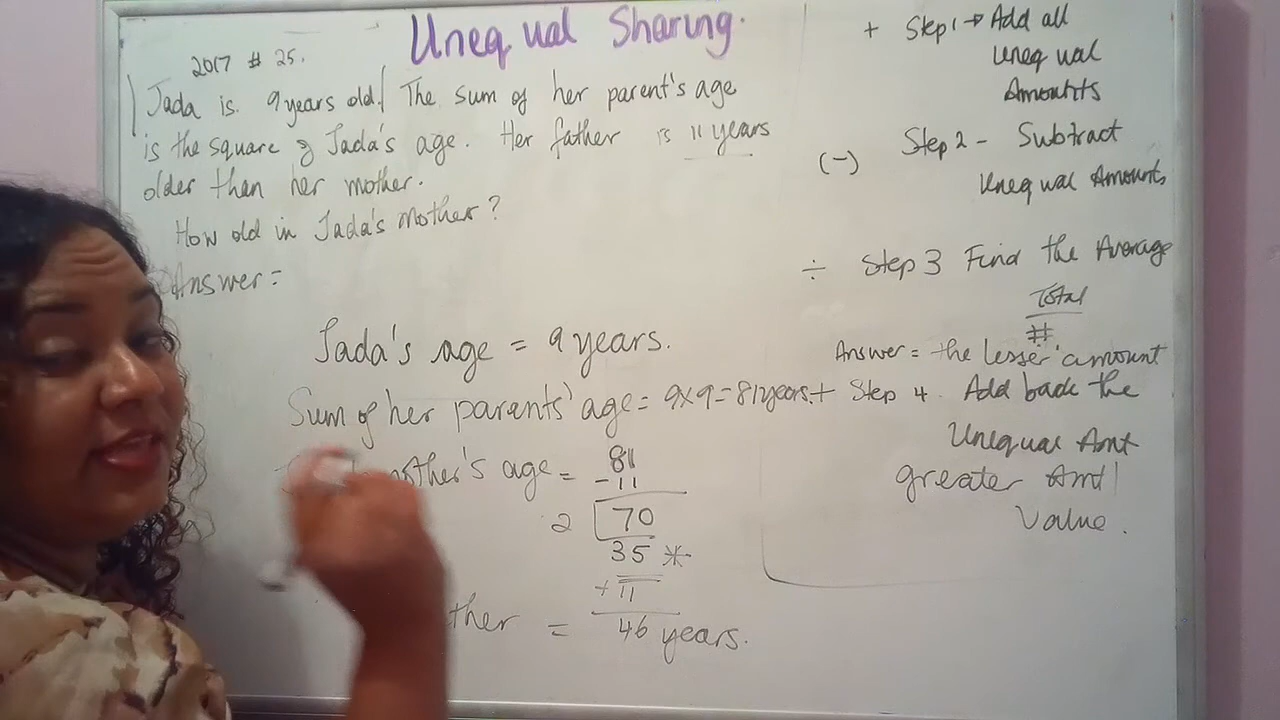 Unequal Sharing.
2017 # 25.
Jada is 9 years old. The sum of her parent's age
is the square of Jada's age. Her father is 11 years
older than her mother.
How old in Jada's mother?
Answer =
Jada's age = 9 years.
Sum of her parents' age = 9x9=81years.
mother's age = 81
-11
2 70
35 *
+ 11
ther = 46 years.
+ Step 1 → Add all
Unequal
Amounts
(-) Step 2 - Subtract
Unequal Amounts
÷ Step 3 Find the Average
Total
#
Answer = the lesser amount
+ Step 4. Add back the
Unequal Amt
greater Amt/
Value.